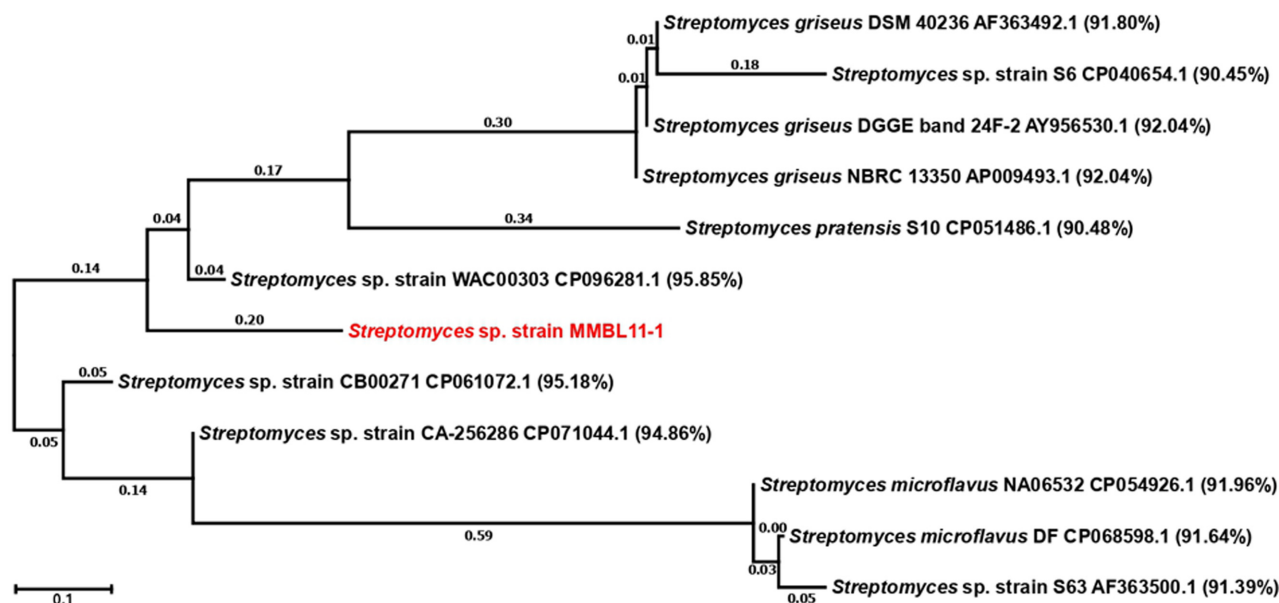 Streptomyces griseus DSM 40236 AF363492.1 (91.80%)
0.01
0.18
Streptomyces sp. strain S6 CP040654.1 (90.45%)
0.01
Streptomyces griseus DGGE band 24F-2 AY956530.1 (92.04%)
0.30
Streptomyces griseus NBRC 13350 AP009493.1 (92.04%)
0.17
0.34
Streptomyces pratensis S10 CP051486.1 (90.48%)
0.04
0.04
Streptomyces sp. strain WAC00303 CP096281.1 (95.85%)
0.14
0.20
Streptomyces sp. strain MMBL11-1
0.05
Streptomyces sp. strain CB00271 CP061072.1 (95.18%)
0.05
Streptomyces sp. strain CA-256286 CP071044.1 (94.86%)
0.14
Streptomyces microflavus NA06532 CP054926.1 (91.96%)
0.59
0.00
Streptomyces microflavus DF CP068598.1 (91.64%)
0.03
Streptomyces sp. strain S63 AF363500.1 (91.39%)
0.05
0.1